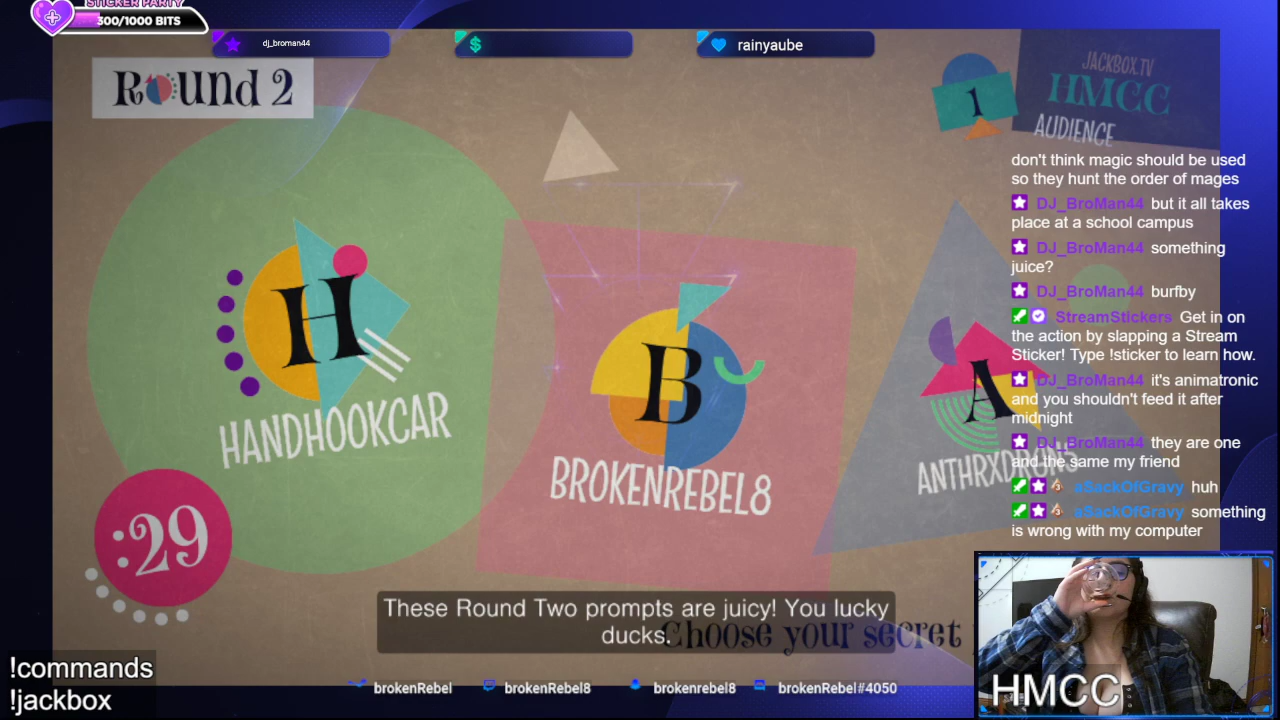 STICKER PARTY
300/1000 BITS
dj_broman44
$
rainyaube
Round 2
1
JACKBOX.TV
HMCC
AUDIENCE
don't think magic should be used
so they hunt the order of mages
DJ_BroMan44 but it all takes
place at a school campus
DJ_BroMan44 something
juice?
DJ_BroMan44 burfby
StreamStickers Get in on
the action by slapping a Stream
Sticker! Type !sticker to learn how.
DJ_BroMan44 it's animatronic
and you shouldn't feed it after
midnight
DJ_BroMan44 they are one
and the same my friend
aSackOfGravy huh
aSackOfGravy something
is wrong with my computer
H
HANDHOOKCAR
B
BROKENREBEL8
A
ANTHRXDRONS
:29
These Round Two prompts are juicy! You lucky
ducks.
Choose your secret
!commands
!jackbox
brokenRebel
brokenRebel8
brokenrebel8
brokenRebel#4050
HMCC